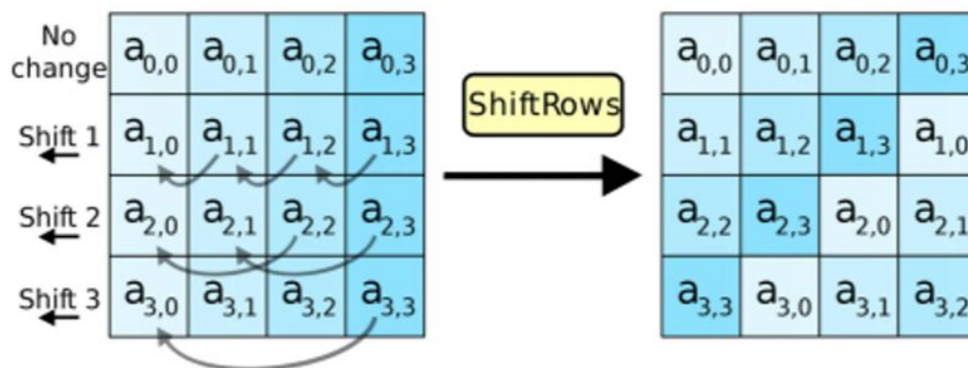 No
change
a0,0 a0,1 a0,2 a0,3
Shift 1
a1,0 a1,1 a1,2 a1,3
Shift 2
a2,0 a2,1 a2,2 a2,3
Shift 3
a3,0 a3,1 a3,2 a3,3
ShiftRows
a0,0 a0,1 a0,2 a0,3
a1,1 a1,2 a1,3 a1,0
a2,2 a2,3 a2,0 a2,1
a3,3 a3,0 a3,1 a3,2